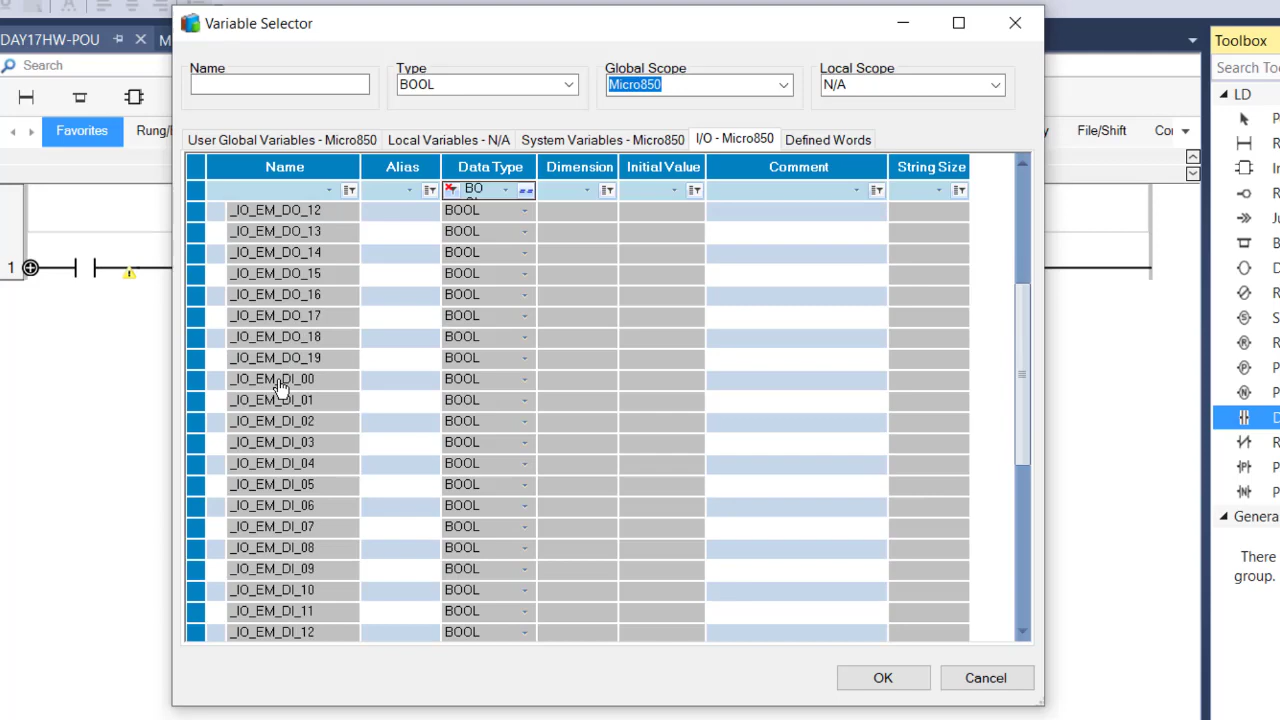 Variable Selector
DAY17HW-POU
Toolbox
Search
Search To
Name
Type
Global Scope
Local Scope
BOOL
Micro850
N/A
LD
Favorites
Rung/
File/Shift
User Global Variables - Micro850
Local Variables - N/A
System Variables - Micro850
I/O - Micro850
Defined Words
Name Alias Data Type Dimension Initial Value Comment String Size
_IO_EM_DO_12 BOOL
_IO_EM_DO_13 BOOL
_IO_EM_DO_14 BOOL
_IO_EM_DO_15 BOOL
_IO_EM_DO_16 BOOL
_IO_EM_DO_17 BOOL
_IO_EM_DO_18 BOOL
_IO_EM_DO_19 BOOL
_IO_EM_DI_00 BOOL
_IO_EM_DI_01 BOOL
_IO_EM_DI_02 BOOL
_IO_EM_DI_03 BOOL
_IO_EM_DI_04 BOOL
_IO_EM_DI_05 BOOL
_IO_EM_DI_06 BOOL
_IO_EM_DI_07 BOOL
_IO_EM_DI_08 BOOL
_IO_EM_DI_09 BOOL
_IO_EM_DI_10 BOOL
_IO_EM_DI_11 BOOL
_IO_EM_DI_12 BOOL
1
Genera
There
group.
OK
Cancel